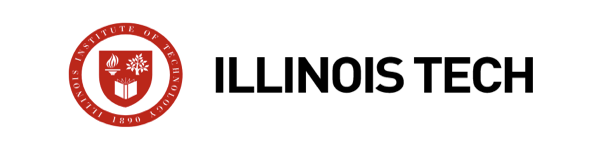 ILLINOIS INSTITUTE OF TECHNOLOGY
1890
ILLINOIS TECH